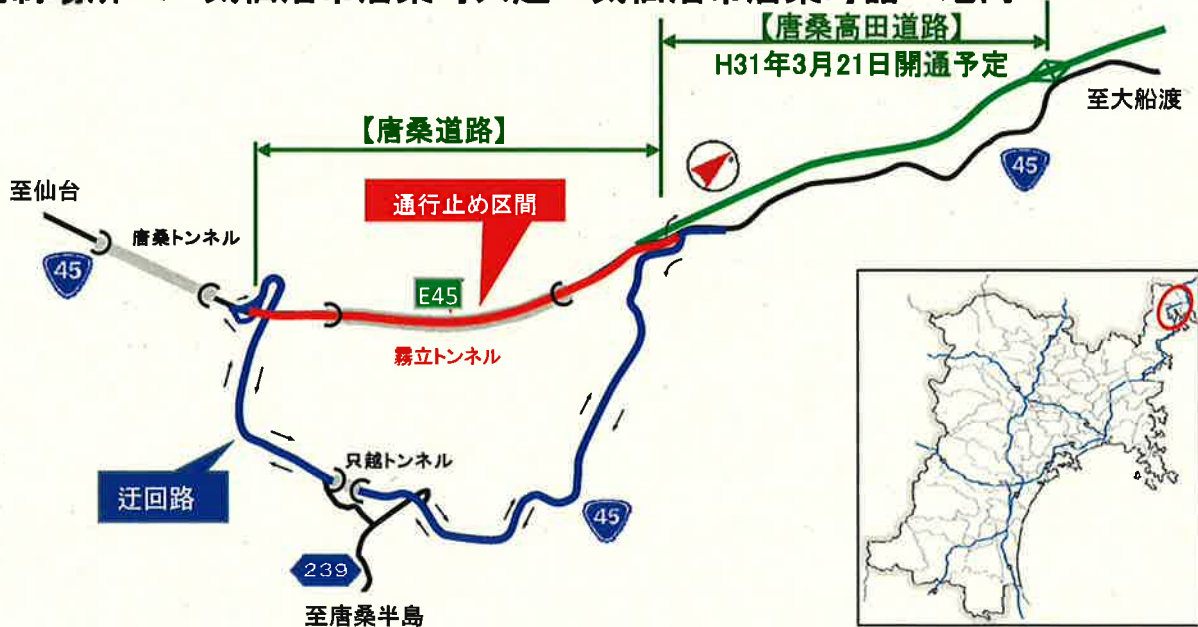 【唐桑高田道路】
H31年3月21日開通予定
至大船渡
【唐桑道路】
45
至仙台
通行止め区間
唐桑トンネル
45
E45
霧立トンネル
只越トンネル
迂回路
45
239
至唐桑半島